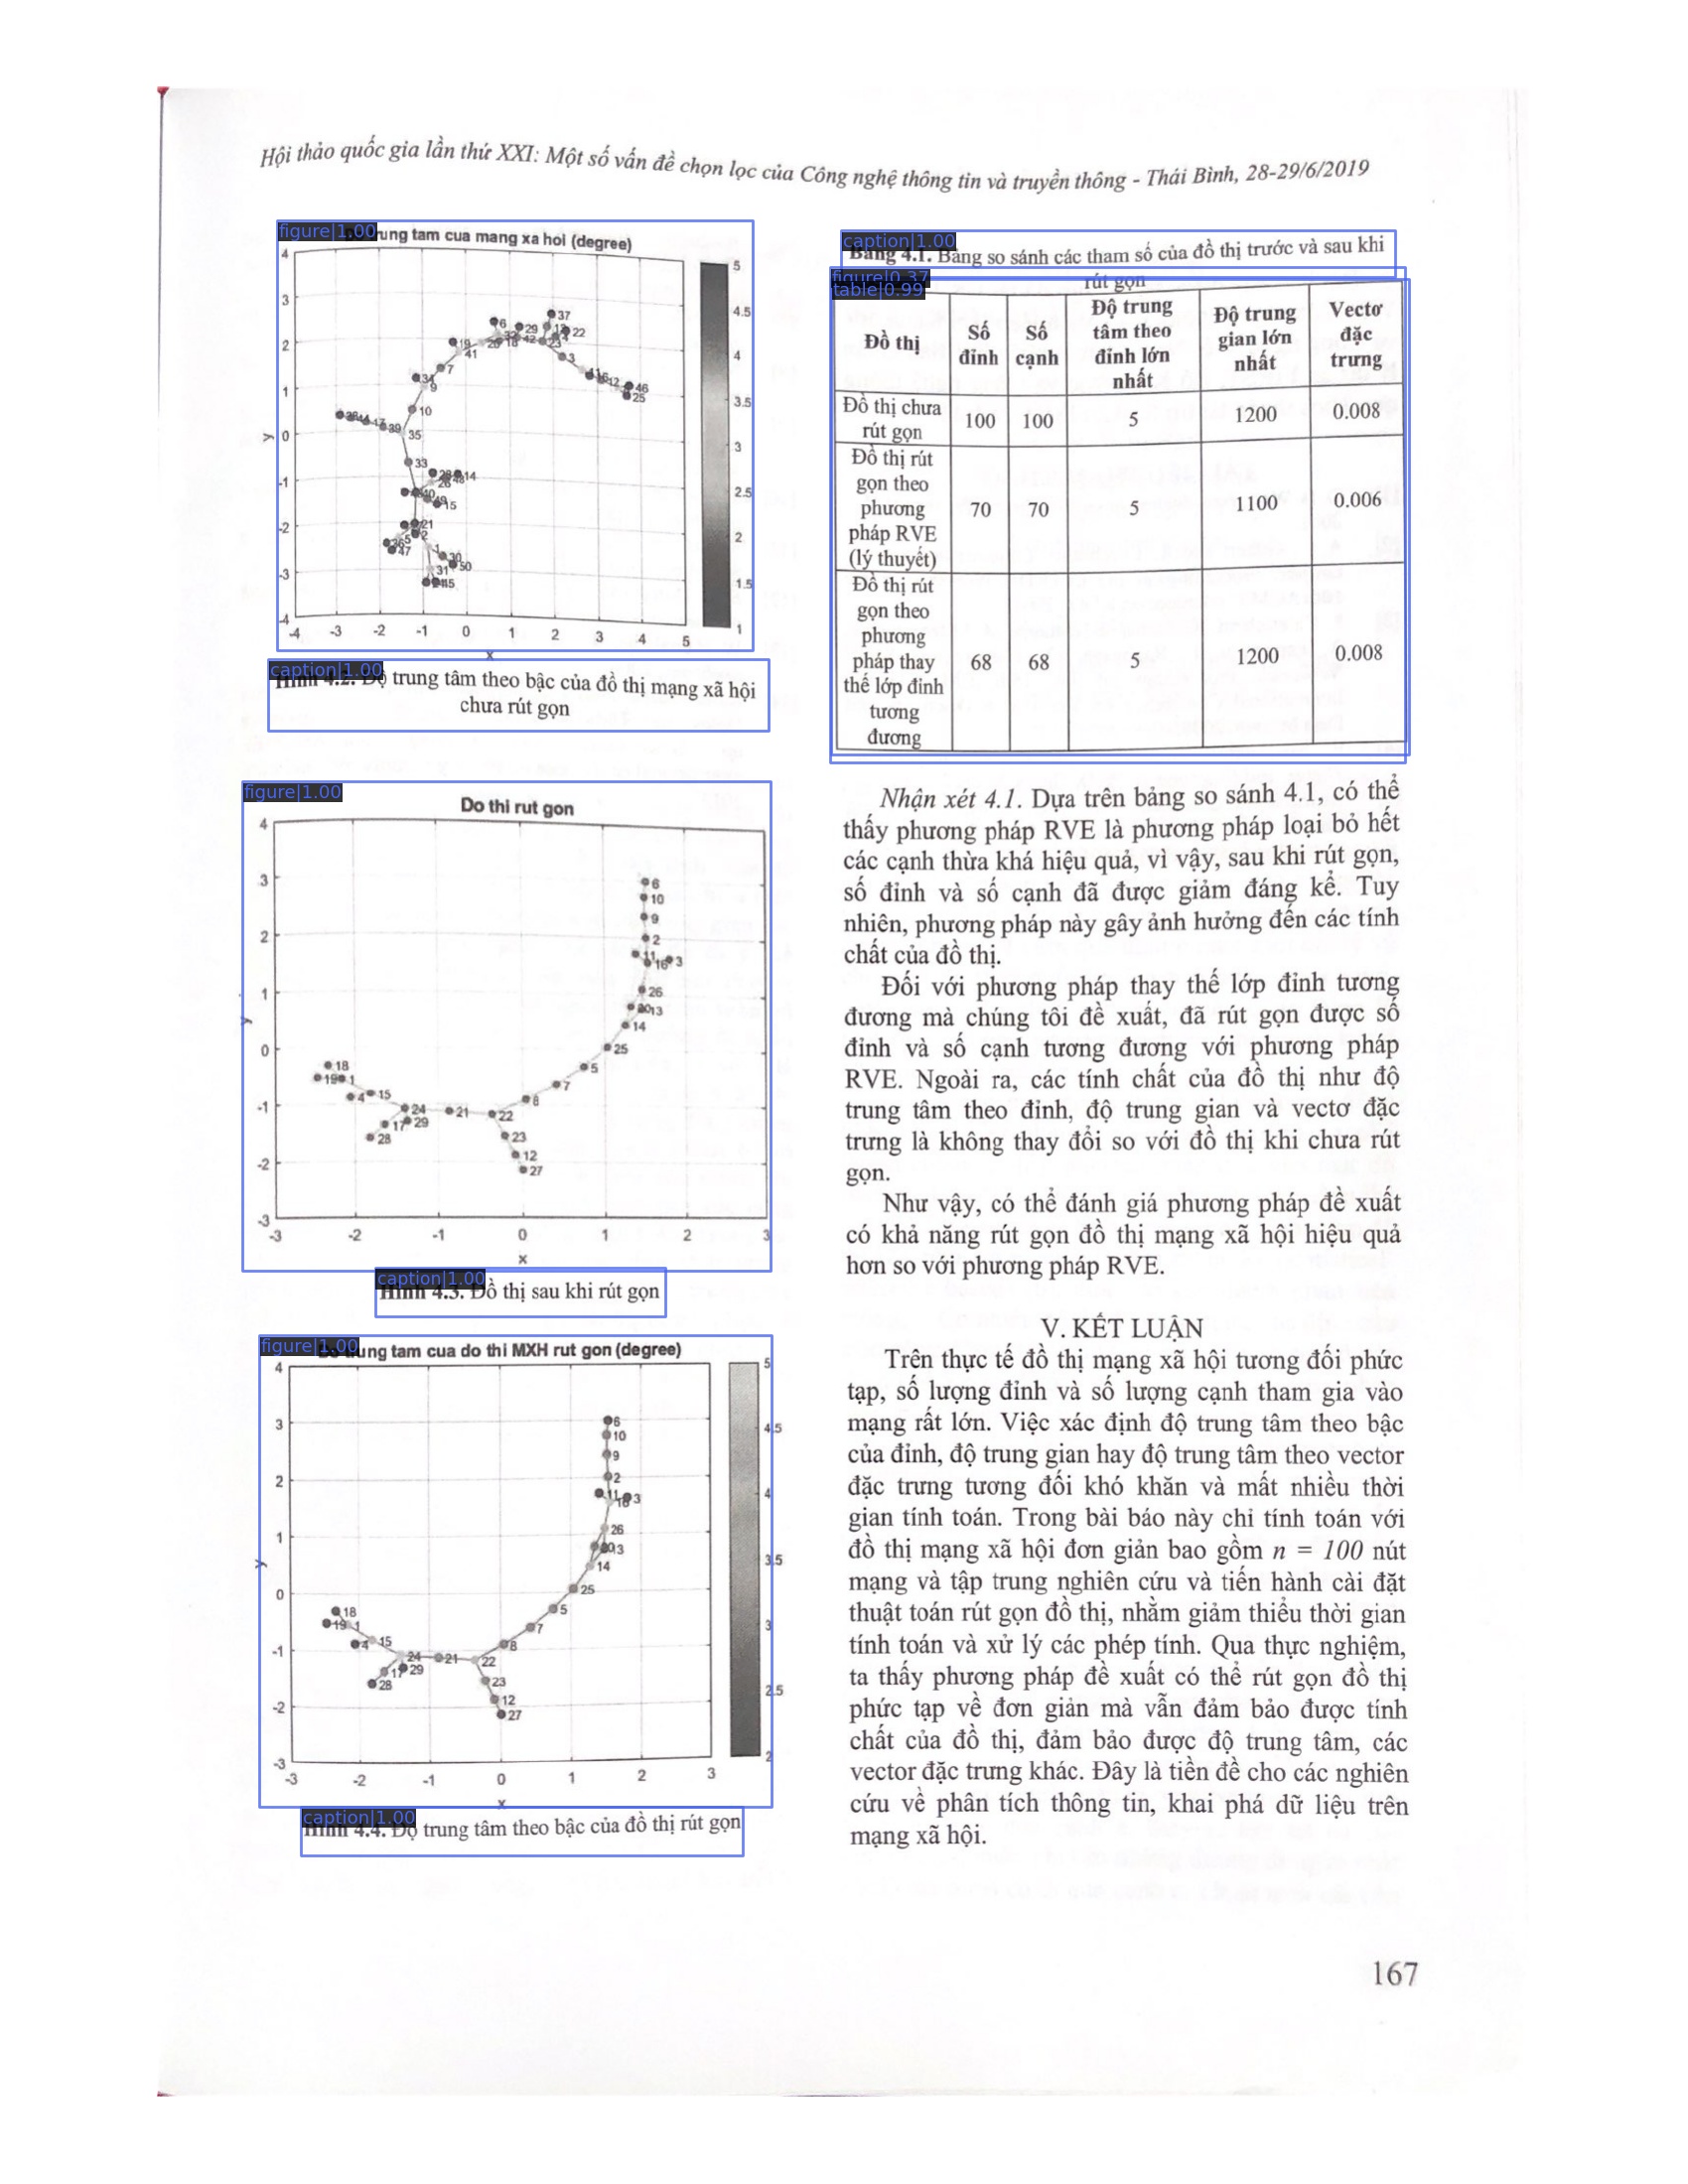 Hội thảo quốc gia lần thứ XXI: Một số vấn đề chọn lọc của Công nghệ thông tin và truyền thông - Thái Bình, 28-29/6/2019
figure|1.00
rung tam cua mang xa hoi (degree)
caption|1.00
Hình 4.2. Độ trung tâm theo bậc của đồ thị mạng xã hội
chưa rút gọn
figure|1.00
Do thi rut gon
caption|1.00
Hình 4.3. Đồ thị sau khi rút gọn
figure|1.00
ung tam cua do thi MXH rut gon (degree)
caption|1.00
Hình 4.4. Độ trung tâm theo bậc của đồ thị rút gọn
caption|1.00
Bảng 4.1. Bảng so sánh các tham số của đồ thị trước và sau khi
rút gọn
figure|0.37
table|0.99
Đồ thị | Số đỉnh | Số cạnh | Độ trung tâm theo đỉnh lớn nhất | Độ trung gian lớn nhất | Vectơ đặc trưng
Đồ thị chưa rút gọn | 100 | 100 | 5 | 1200 | 0.008
Đồ thị rút gọn theo phương pháp RVE (lý thuyết) | 70 | 70 | 5 | 1100 | 0.006
Đồ thị rút gọn theo phương pháp thay thế lớp đỉnh tương đương | 68 | 68 | 5 | 1200 | 0.008
Nhận xét 4.1. Dựa trên bảng so sánh 4.1, có thể
thấy phương pháp RVE là phương pháp loại bỏ hết
các cạnh thừa khá hiệu quả, vì vậy, sau khi rút gọn,
số đỉnh và số cạnh đã được giảm đáng kể. Tuy
nhiên, phương pháp này gây ảnh hưởng đến các tính
chất của đồ thị.
Đối với phương pháp thay thế lớp đỉnh tương
đương mà chúng tôi đề xuất, đã rút gọn được số
đỉnh và số cạnh tương đương với phương pháp
RVE. Ngoài ra, các tính chất của đồ thị như độ
trung tâm theo đỉnh, độ trung gian và vectơ đặc
trưng là không thay đổi so với đồ thị khi chưa rút
gọn.
Như vậy, có thể đánh giá phương pháp đề xuất
có khả năng rút gọn đồ thị mạng xã hội hiệu quả
hơn so với phương pháp RVE.
V. KẾT LUẬN
Trên thực tế đồ thị mạng xã hội tương đối phức
tạp, số lượng đỉnh và số lượng cạnh tham gia vào
mạng rất lớn. Việc xác định độ trung tâm theo bậc
của đỉnh, độ trung gian hay độ trung tâm theo vector
đặc trưng tương đối khó khăn và mất nhiều thời
gian tính toán. Trong bài báo này chỉ tính toán với
đồ thị mạng xã hội đơn giản bao gồm n = 100 nút
mạng và tập trung nghiên cứu và tiến hành cài đặt
thuật toán rút gọn đồ thị, nhằm giảm thiểu thời gian
tính toán và xử lý các phép tính. Qua thực nghiệm,
ta thấy phương pháp đề xuất có thể rút gọn đồ thị
phức tạp về đơn giản mà vẫn đảm bảo được tính
chất của đồ thị, đảm bảo được độ trung tâm, các
vector đặc trưng khác. Đây là tiền đề cho các nghiên
cứu về phân tích thông tin, khai phá dữ liệu trên
mạng xã hội.
167